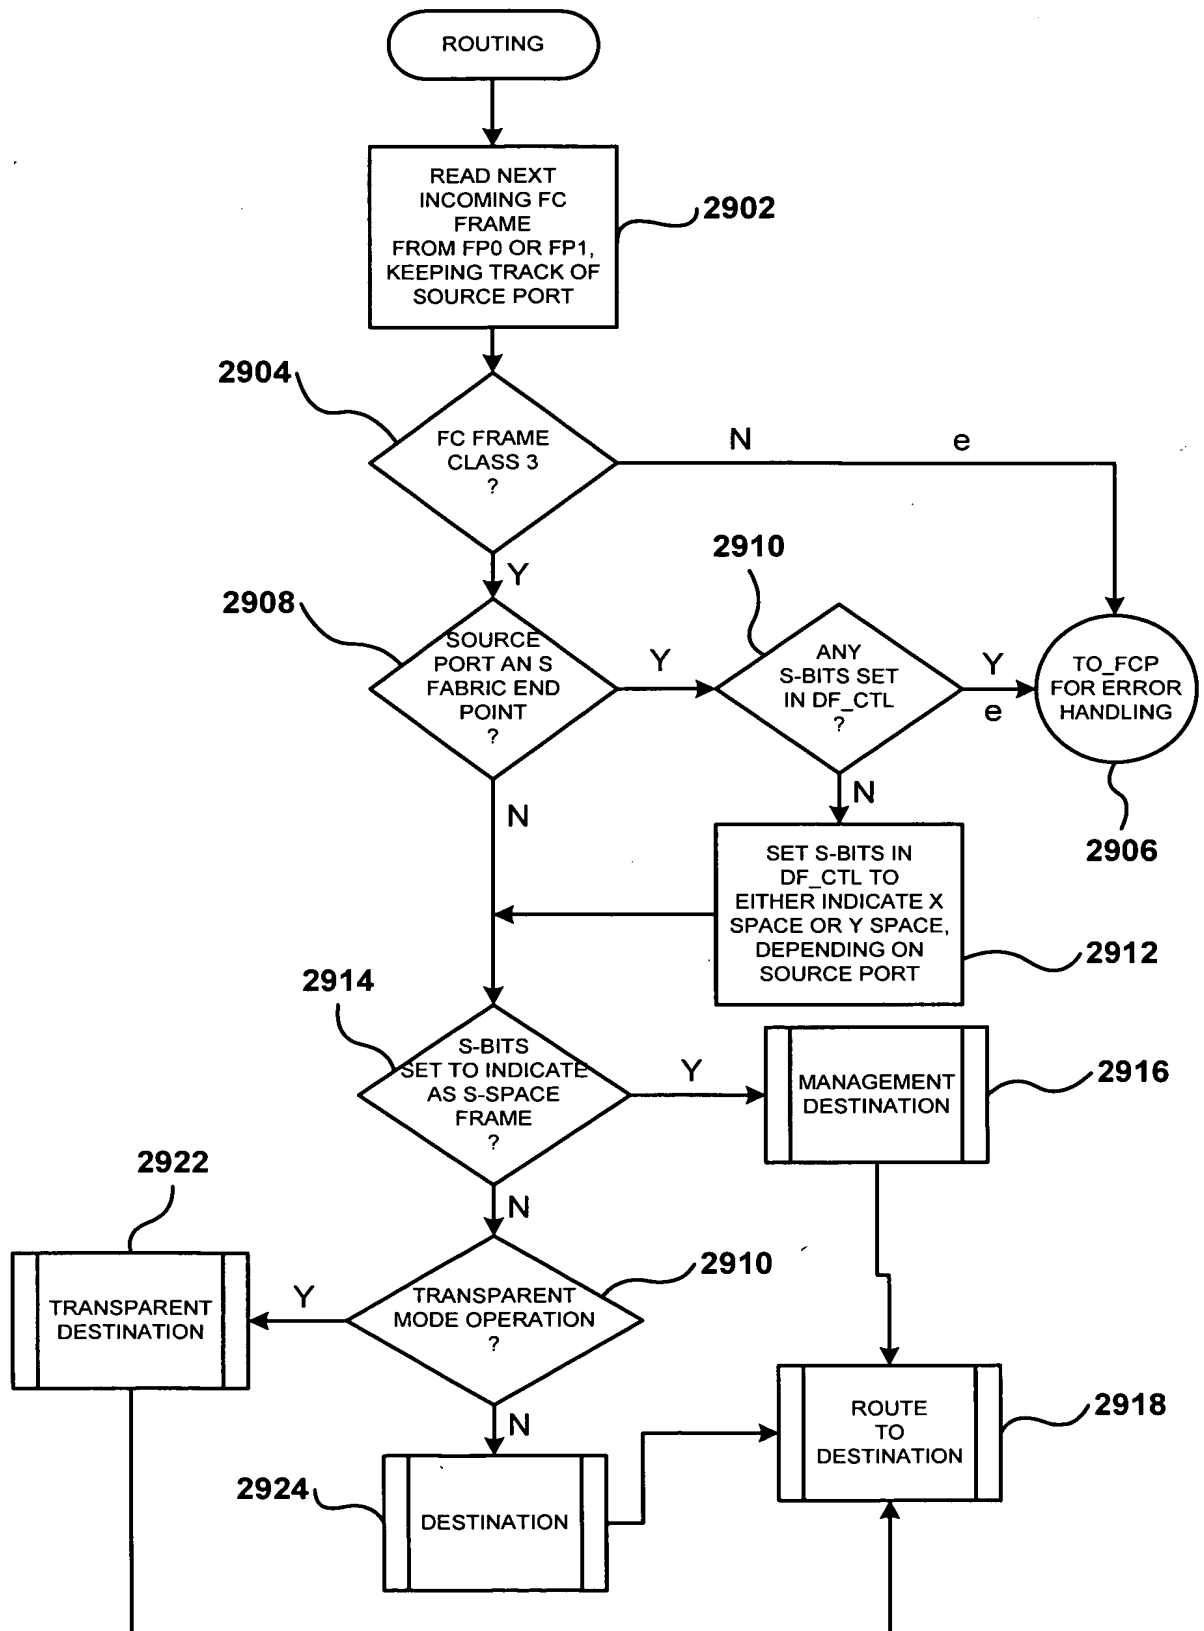 ROUTING
READ NEXT
INCOMING FC
FRAME
FROM FP0 OR FP1,
KEEPING TRACK OF
SOURCE PORT
2902
2904
FC FRAME
CLASS 3
?
N
e
Y
2908
SOURCE
PORT AN S
FABRIC END
POINT
?
Y
N
2910
ANY
S-BITS SET
IN DF_CTL
?
Y
e
N
TO_FCP
FOR ERROR
HANDLING
2906
SET S-BITS IN
DF_CTL TO
EITHER INDICATE X
SPACE OR Y SPACE,
DEPENDING ON
SOURCE PORT
2912
2914
S-BITS
SET TO INDICATE
AS S-SPACE
FRAME
?
Y
N
MANAGEMENT
DESTINATION
2916
2922
TRANSPARENT
DESTINATION
Y
TRANSPARENT
MODE OPERATION
?
2910
N
ROUTE
TO
DESTINATION
2918
2924
DESTINATION